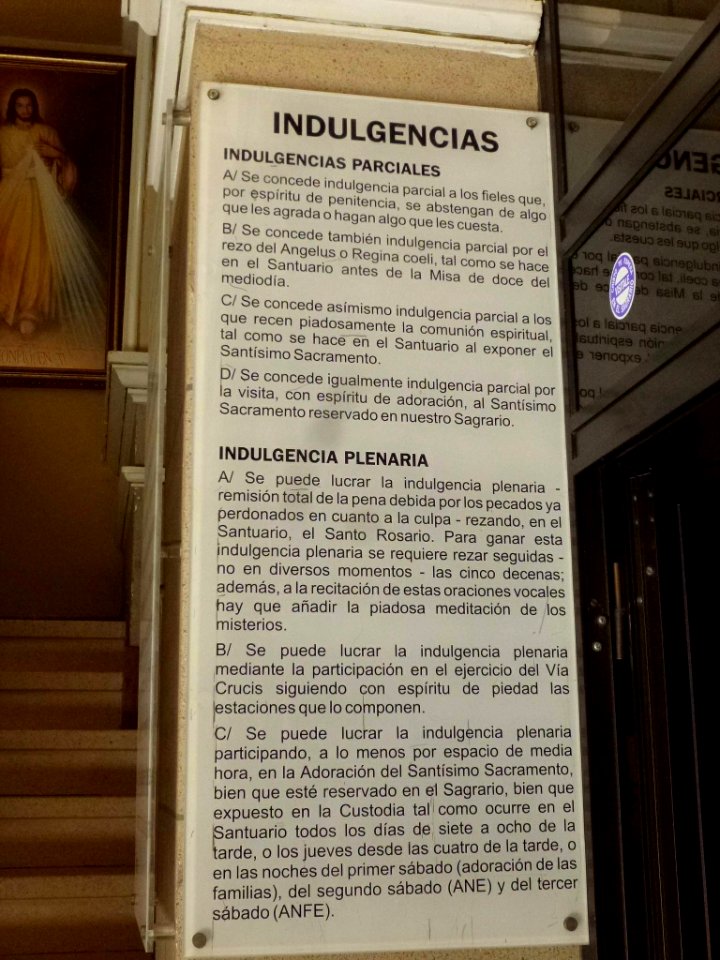 INDULGENCIAS
INDULGENCIAS PARCIALES
A/ Se concede indulgencia parcial a los fieles que,
por espíritu de penitencia, se abstengan de algo
que les agrada o hagan algo que les cuesta.
B/ Se concede también indulgencia parcial por el
rezo del Angelus o Regina coeli, tal como se hace
en el Santuario antes de la Misa de doce del
mediodía.
C/ Se concede asímismo indulgencia parcial a los
que recen piadosamente la comunión espiritual,
tal como se hace en el Santuario al exponer el
Santísimo Sacramento.
D/ Se concede igualmente indulgencia parcial por
la visita, con espíritu de adoración, al Santísimo
Sacramento reservado en nuestro Sagrario.
INDULGENCIA PLENARIA
A/ Se puede lucrar la indulgencia plenaria -
remisión total de la pena debida por los pecados ya
perdonados en cuanto a la culpa - rezando, en el
Santuario, el Santo Rosario. Para ganar esta
indulgencia plenaria se requiere rezar seguidas -
no en diversos momentos - las cinco decenas;
además, a la recitación de estas oraciones vocales
hay que añadir la piadosa meditación de los
misterios.
B/ Se puede lucrar la indulgencia plenaria
mediante la participación en el ejercicio del Vía
Crucis siguiendo con espíritu de piedad las
estaciones que lo componen.
C/ Se puede lucrar la indulgencia plenaria
participando, a lo menos por espacio de media
hora, en la Adoración del Santísimo Sacramento,
bien que esté reservado en el Sagrario, bien que
expuesto en la Custodia tal como ocurre en el
Santuario todos los días de siete a ocho de la
tarde, o los jueves desde las cuatro de la tarde, o
en las noches del primer sábado (adoración de las
familias), del segundo sábado (ANE) y del tercer
sábado (ANFE).